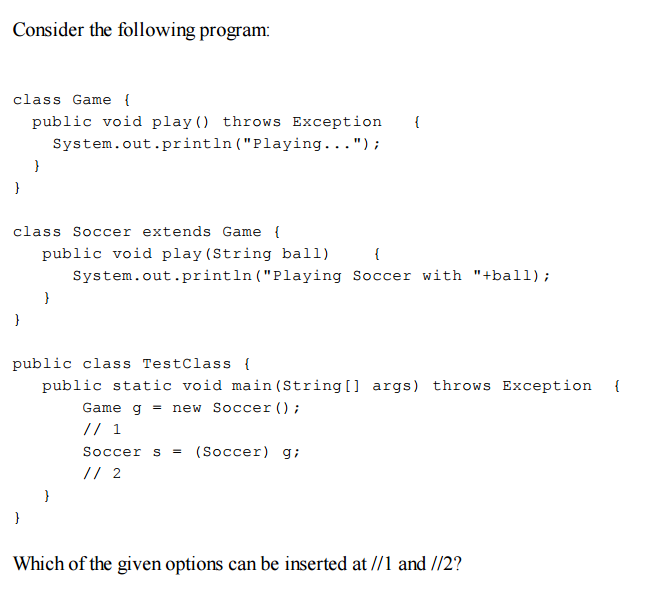 Consider the following program:
class Game {
public void play() throws Exception {
System.out.println("Playing...");
}
}
class Soccer extends Game {
public void play(String ball) {
System.out.println("Playing Soccer with "+ball);
}
}
public class TestClass {
public static void main(String[] args) throws Exception {
Game g = new Soccer();
// 1
Soccer s = (Soccer) g;
// 2
}
}
Which of the given options can be inserted at //1 and //2?